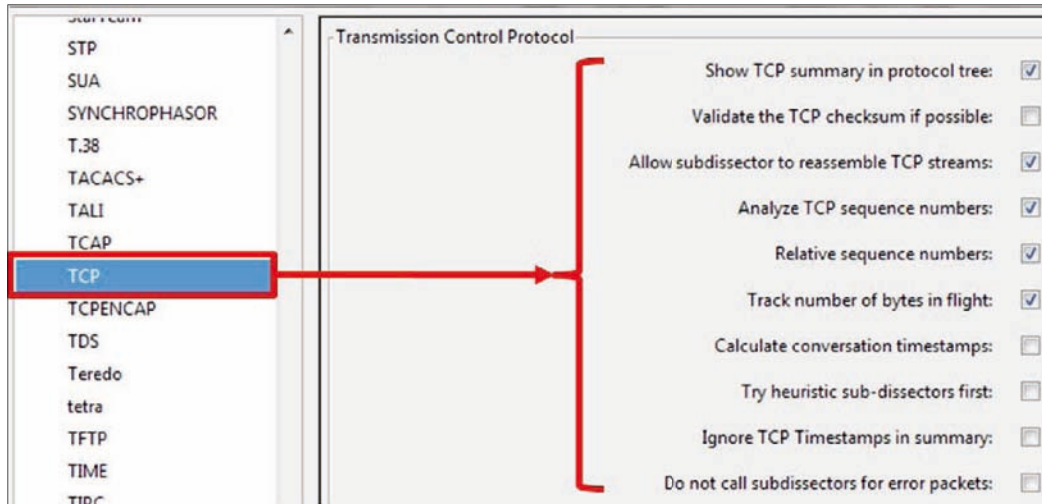 STP
SUA
SYNCHROPHASOR
T.38
TACACS+
TALI
TCAP
TCP
TCPENCAP
TDS
Teredo
tetra
TFTP
TIME
Transmission Control Protocol
Show TCP summary in protocol tree:
Validate the TCP checksum if possible:
Allow subdissector to reassemble TCP streams:
Analyze TCP sequence numbers:
Relative sequence numbers:
Track number of bytes in flight:
Calculate conversation timestamps:
Try heuristic sub-dissectors first:
Ignore TCP Timestamps in summary:
Do not call subdissectors for error packets: